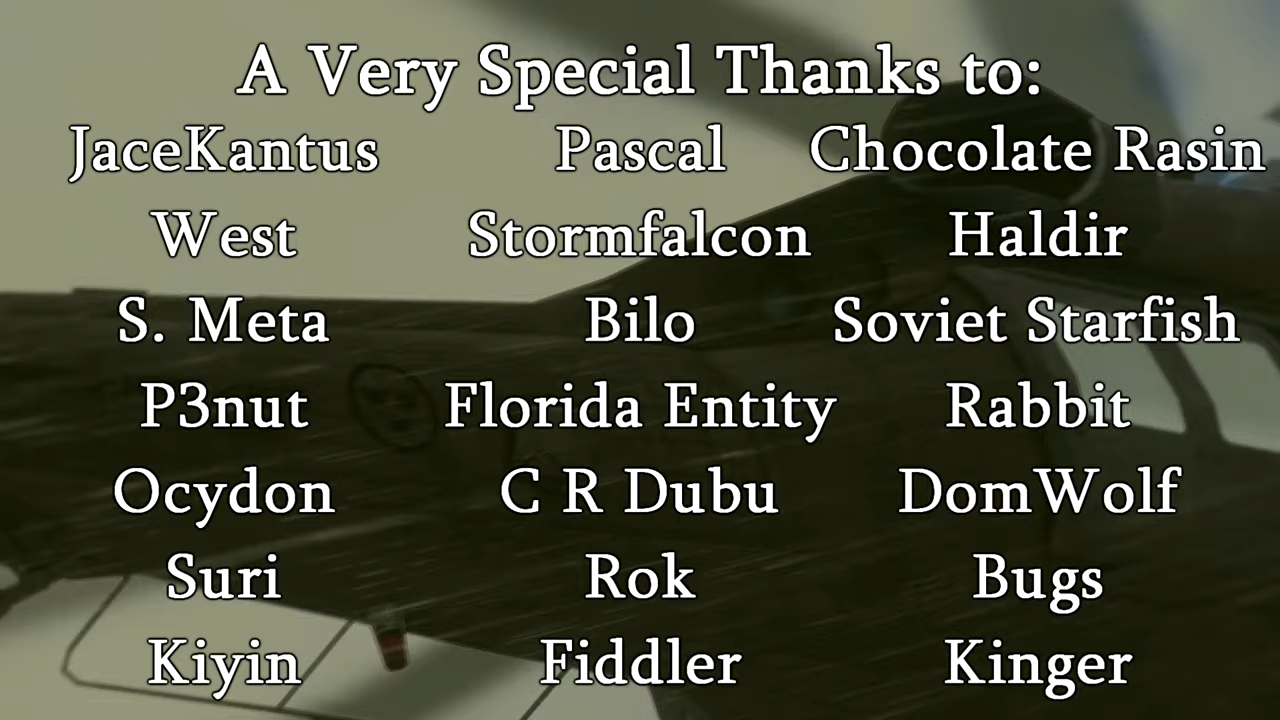 A Very Special Thanks to:
JaceKantus Pascal Chocolate Rasin
West Stormfalcon Haldir
S. Meta Bilo Soviet Starfish
P3nut Florida Entity Rabbit
Ocydon C R Dubu DomWolf
Suri Rok Bugs
Kiyin Fiddler Kinger